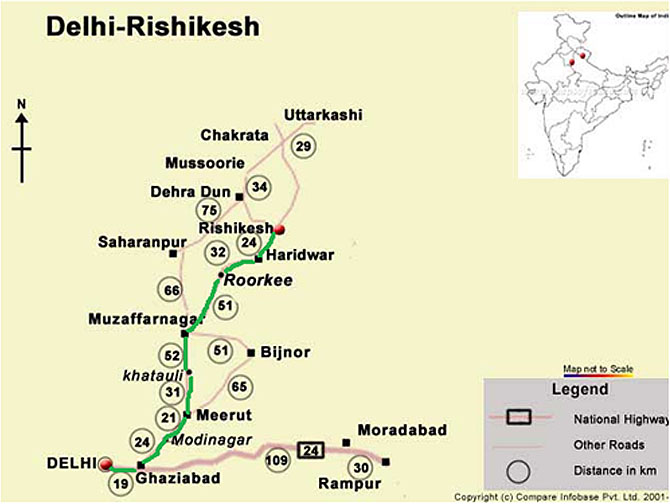 Delhi-Rishikesh
Outline Map of Indi
N
Uttarkashi
Chakrata
29
Mussoorie
34
Dehra Dun
75
Rishikesh
24
Saharanpur
32
Haridwar
Roorkee
66
51
Muzaffarnagar
52
51
Bijnor
khatauli
31
65
21
Meerut
24
Modinagar
DELHI
19
Ghaziabad
109
24
Moradabad
30
Rampur
Map not to Scale
Legend
National Highway
Other Roads
Distance in km
Copyright (c) Compare Infobase Pvt. Ltd. 2001-